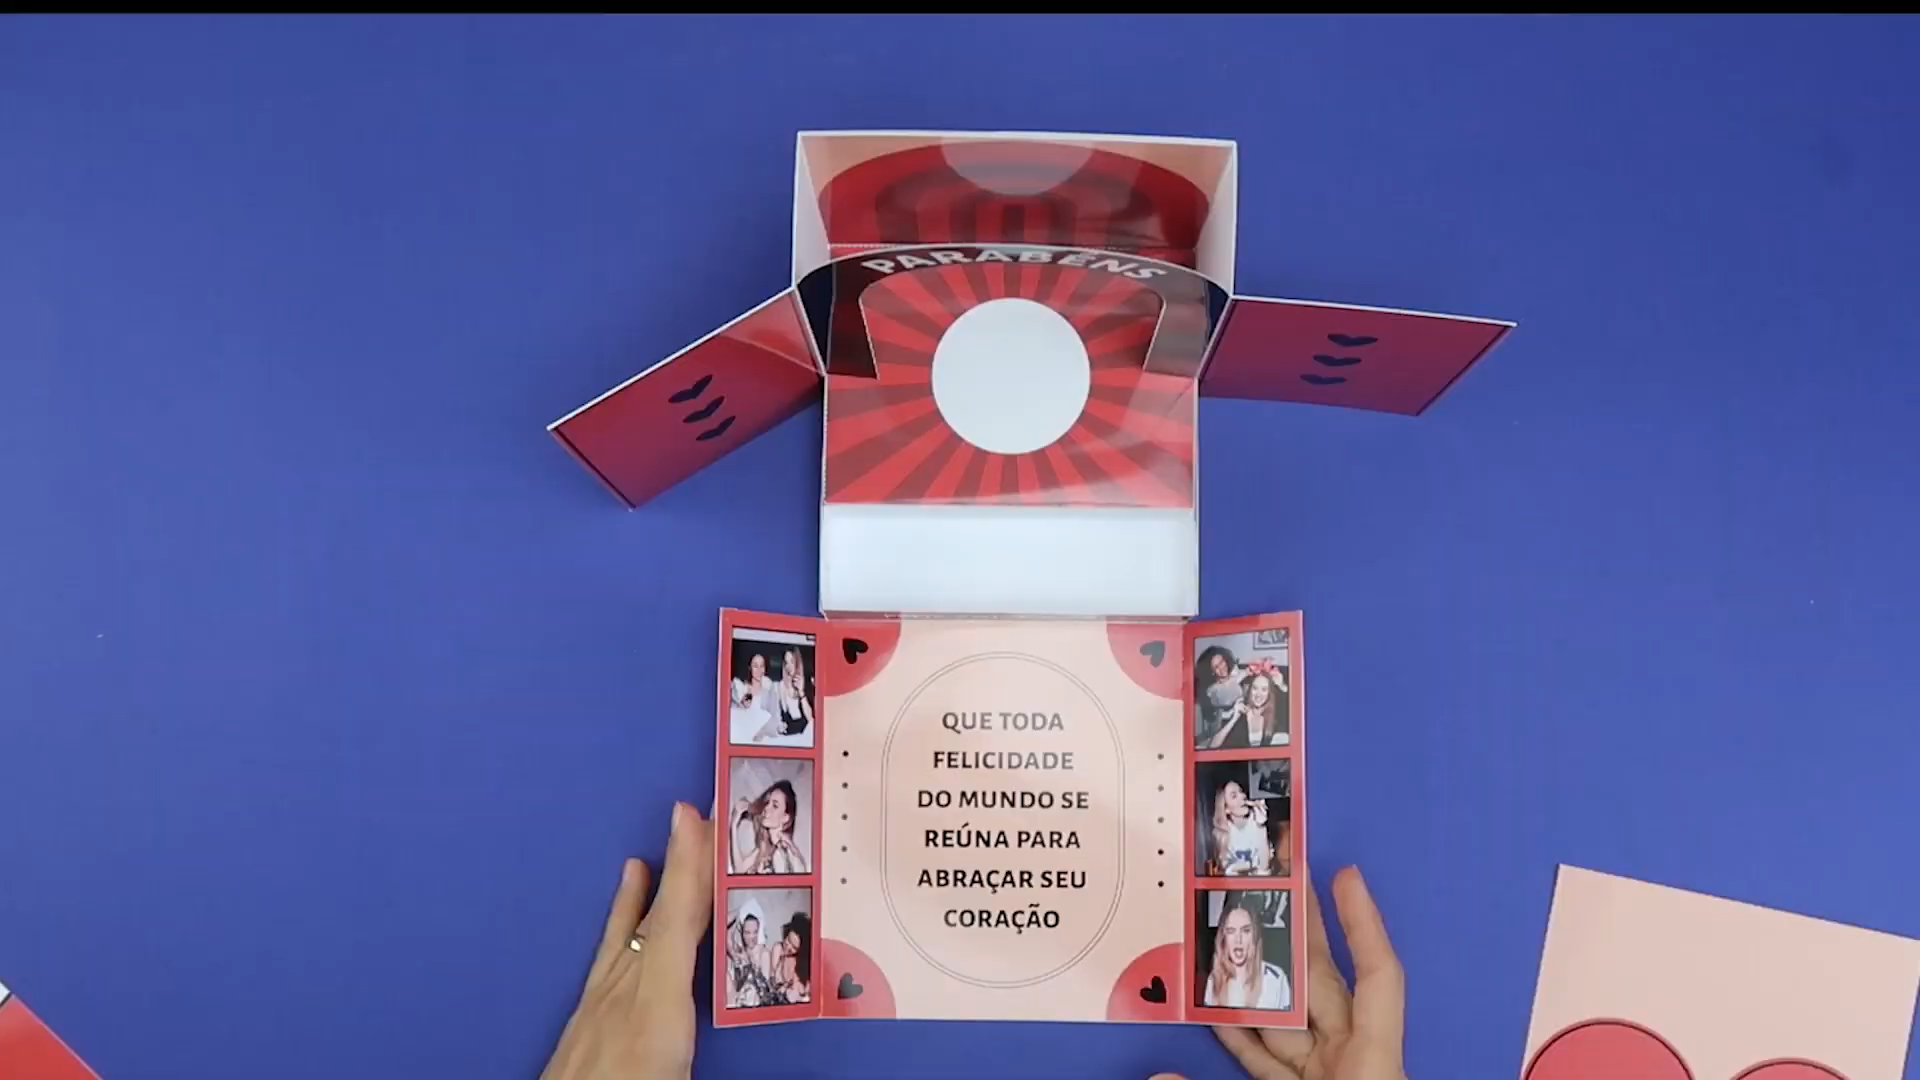 PARABÉNS
QUE TODA
FELICIDADE
DO MUNDO SE
REÚNA PARA
ABRAÇAR SEU
CORAÇÃO